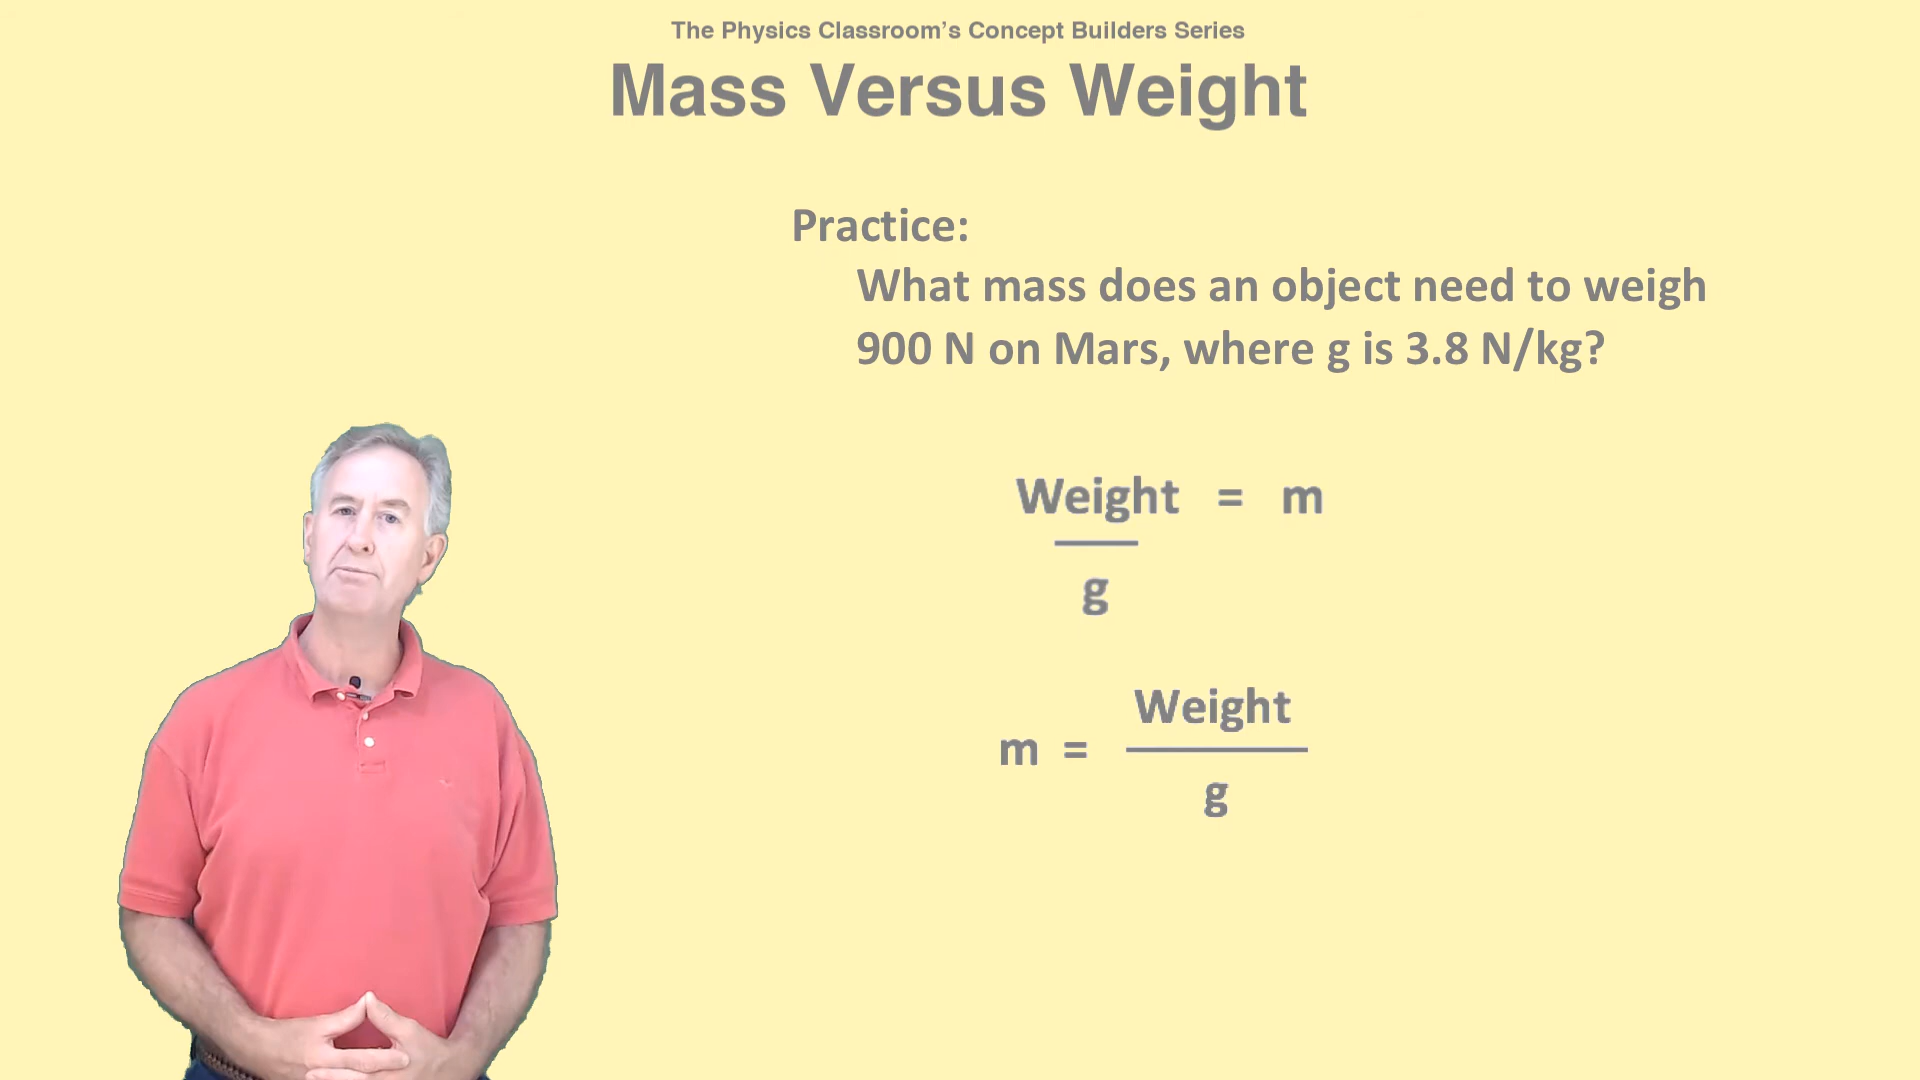 The Physics Classroom’s Concept Builders Series
Mass Versus Weight
Practice:
What mass does an object need to weigh
900 N on Mars, where g is 3.8 N/kg?
Weight = m
g
Weight
m =
g